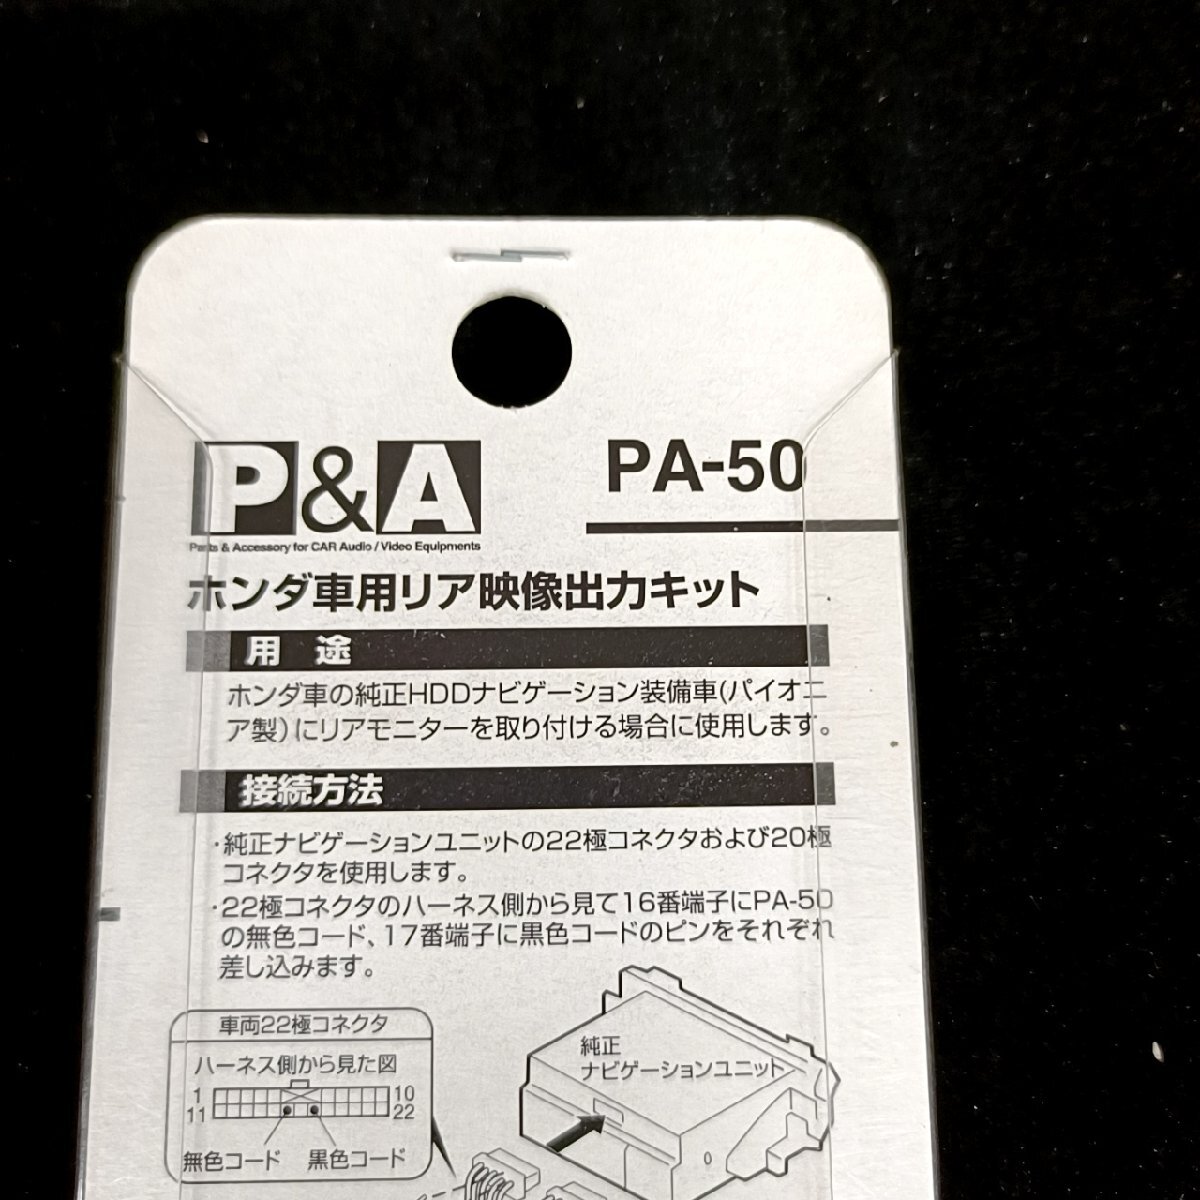 P&A
PA-50
Parts & Accessory for CAR Audio / Video Equipments
ホンダ車用リア映像出力キット
用 途
ホンダ車の純正HDDナビゲーション装備車(パイオニ
ア製)にリアモニターを取り付ける場合に使用します。
接続方法
・純正ナビゲーションユニットの22極コネクタおよび20極
コネクタを使用します。
・22極コネクタのハーネス側から見て16番端子にPA-50
の無色コード、17番端子に黒色コードのピンをそれぞれ
差し込みます。
車両22極コネクタ
ハーネス側から見た図
1 10
11 22
無色コード 黒色コード
純正
ナビゲーションユニット